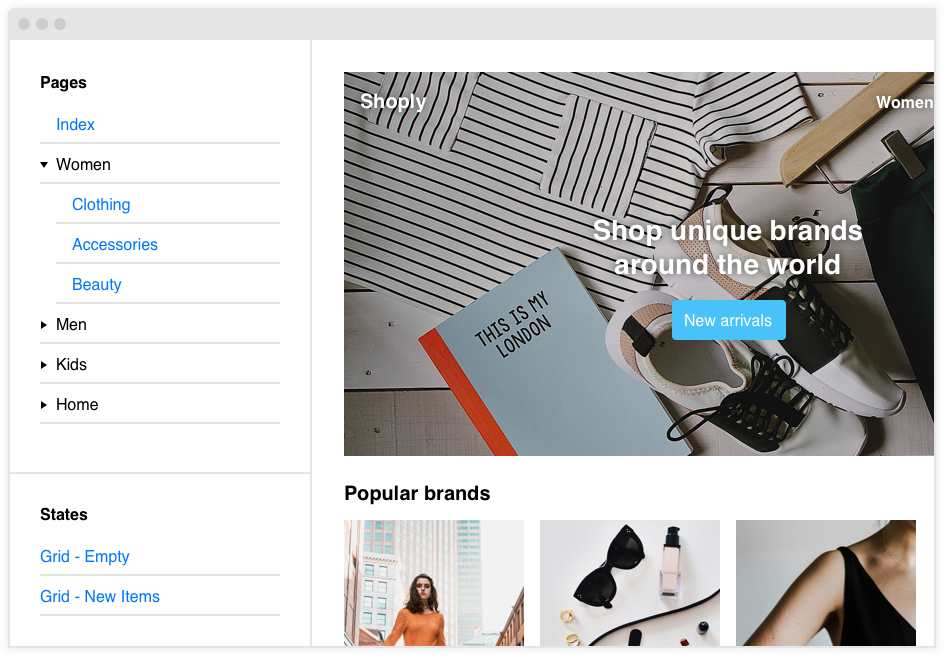 Pages
Index
Women
Clothing
Accessories
Beauty
Men
Kids
Home
States
Grid - Empty
Grid - New Items
Shoply
Women
Shop unique brands
around the world
New arrivals
THIS IS MY
LONDON
Popular brands